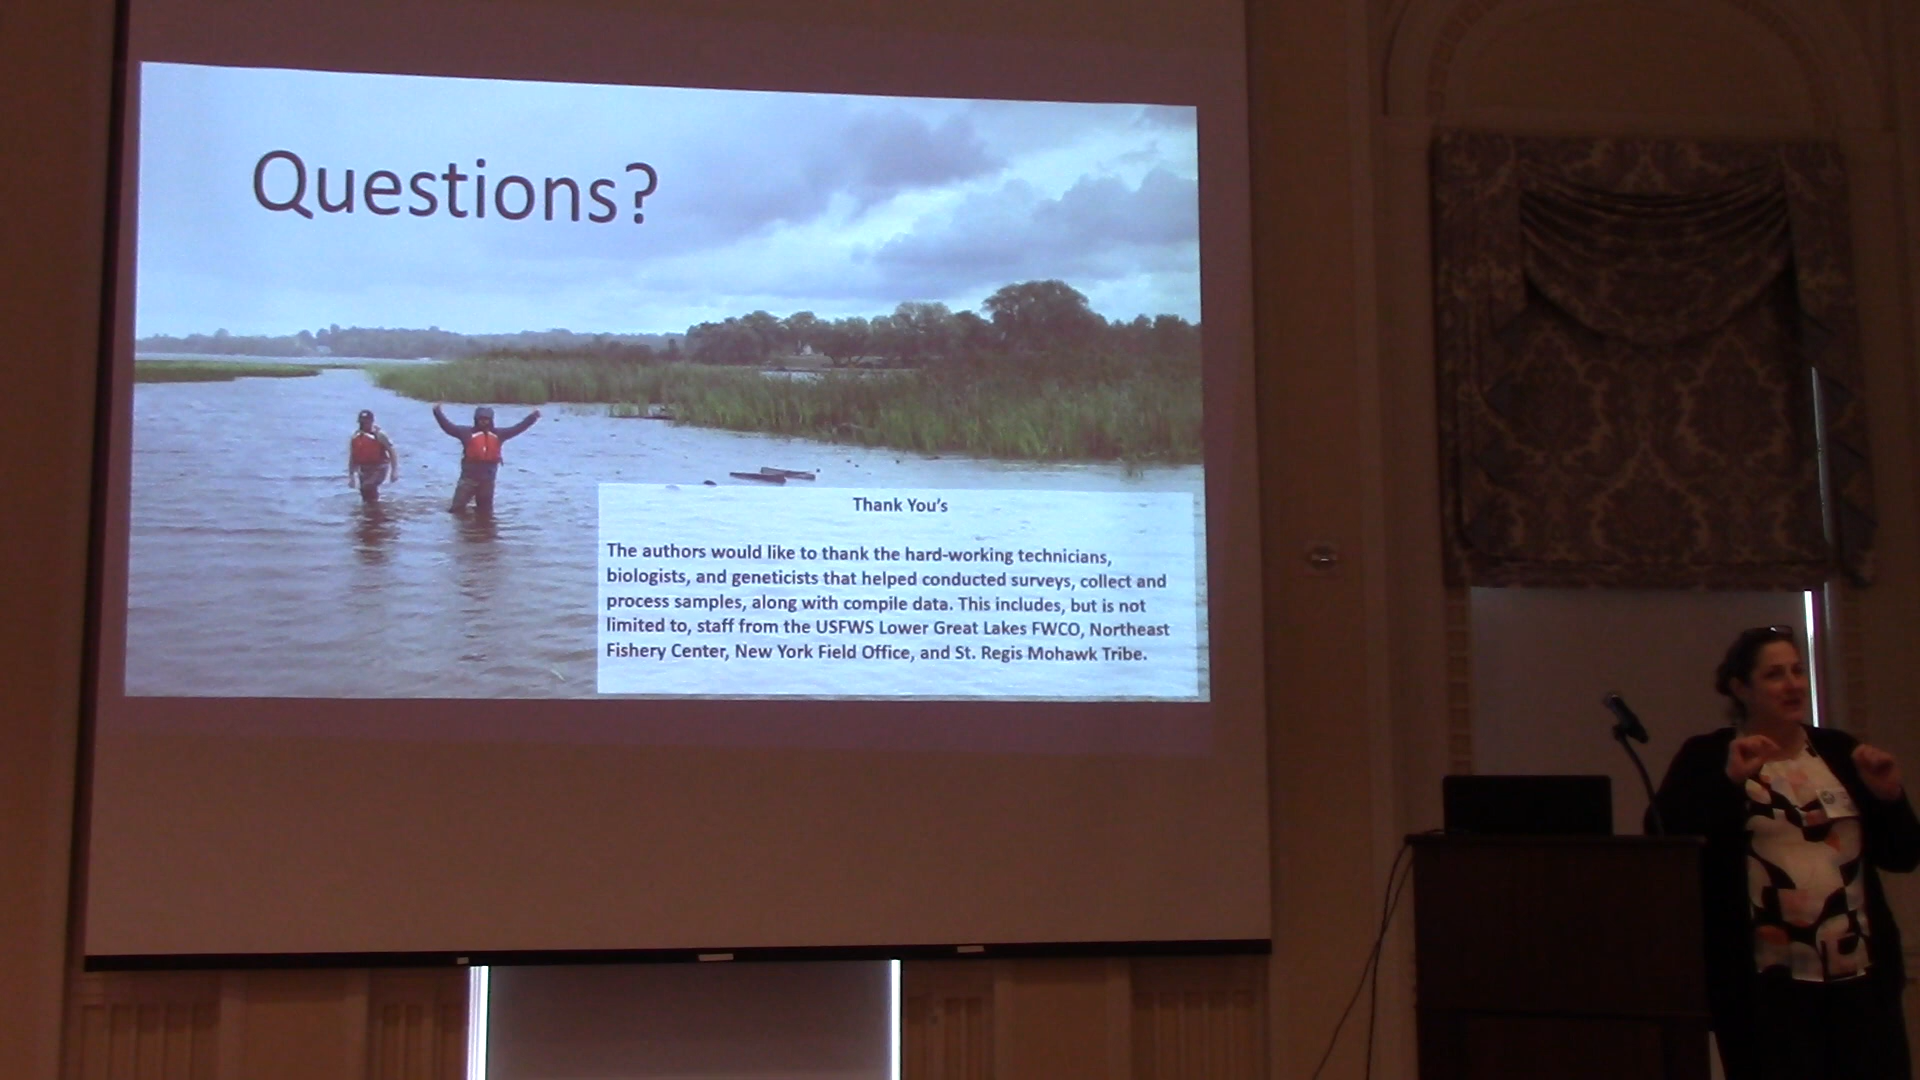 Questions?
Thank You's
The authors would like to thank the hard-working technicians,
biologists, and geneticists that helped conducted surveys, collect and
process samples, along with compile data. This includes, but is not
limited to, staff from the USFWS Lower Great Lakes FWCO, Northeast
Fishery Center, New York Field Office, and St. Regis Mohawk Tribe.